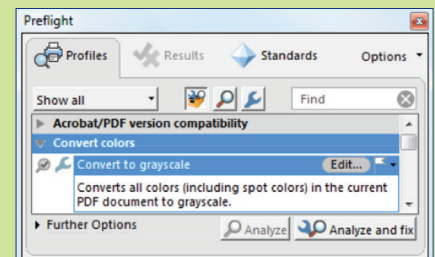 Preflight
Profiles Results Standards Options
Show all Find
Acrobat/PDF version compatibility
Convert colors
Convert to grayscale Edit...
Converts all colors (including spot colors) in the current
PDF document to grayscale.
Further Options Analyze Analyze and fix